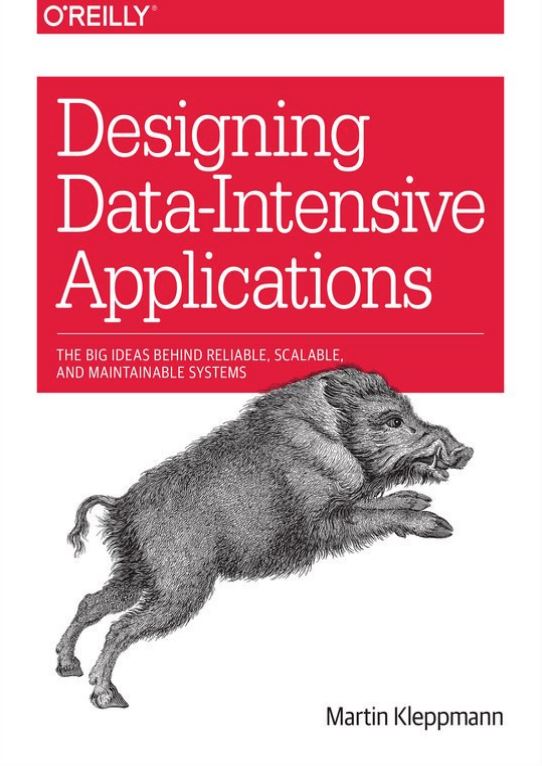 O'REILLY®
Designing
Data-Intensive
Applications
THE BIG IDEAS BEHIND RELIABLE, SCALABLE,
AND MAINTAINABLE SYSTEMS
Martin Kleppmann